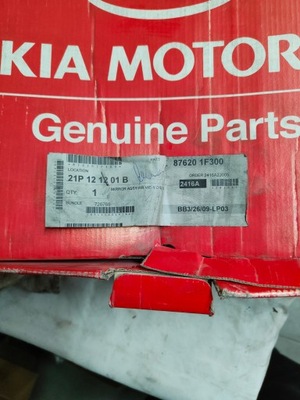 KIA MOTOR
Genuine Parts
LOCATION
21P 12 12 01 B
87620 1F300
QTY
1
2416A
BB3/26/09-LP03